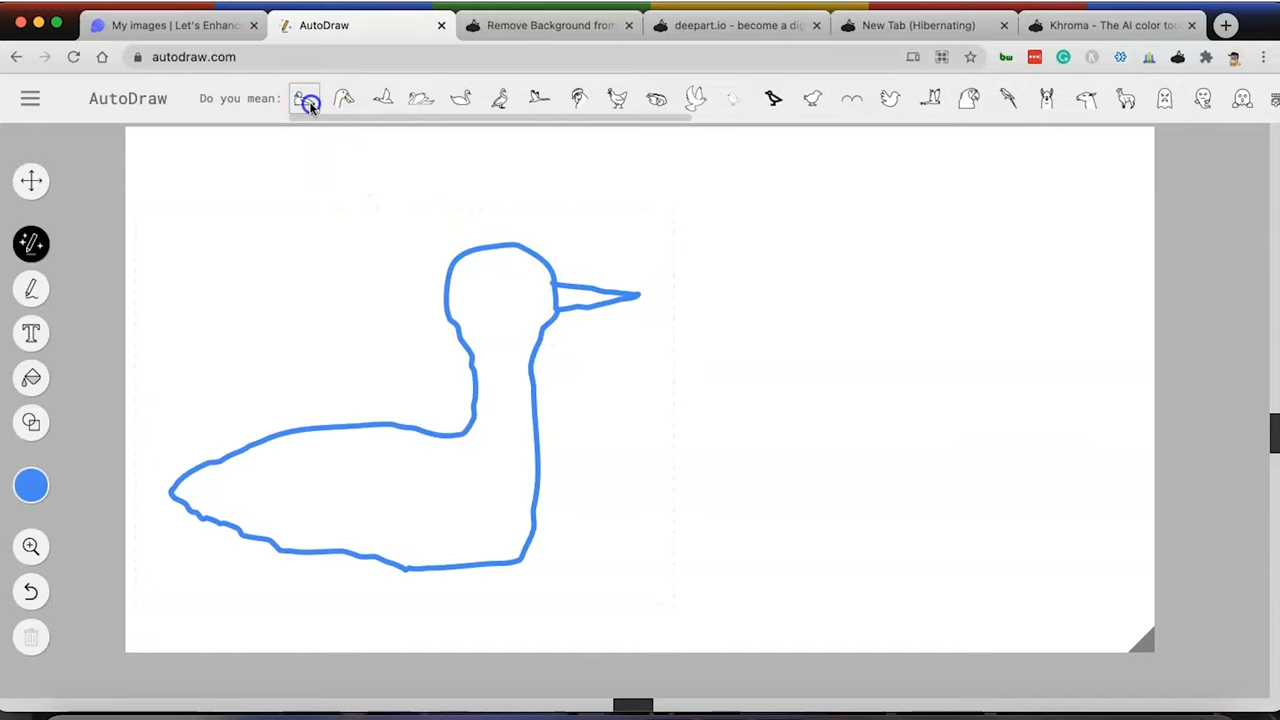 My images | Let's Enhanc
AutoDraw
Remove Background from
deepart.io - become a dig
New Tab (Hibernating)
Khroma - The AI color too
autodraw.com
AutoDraw
Do you mean:
T